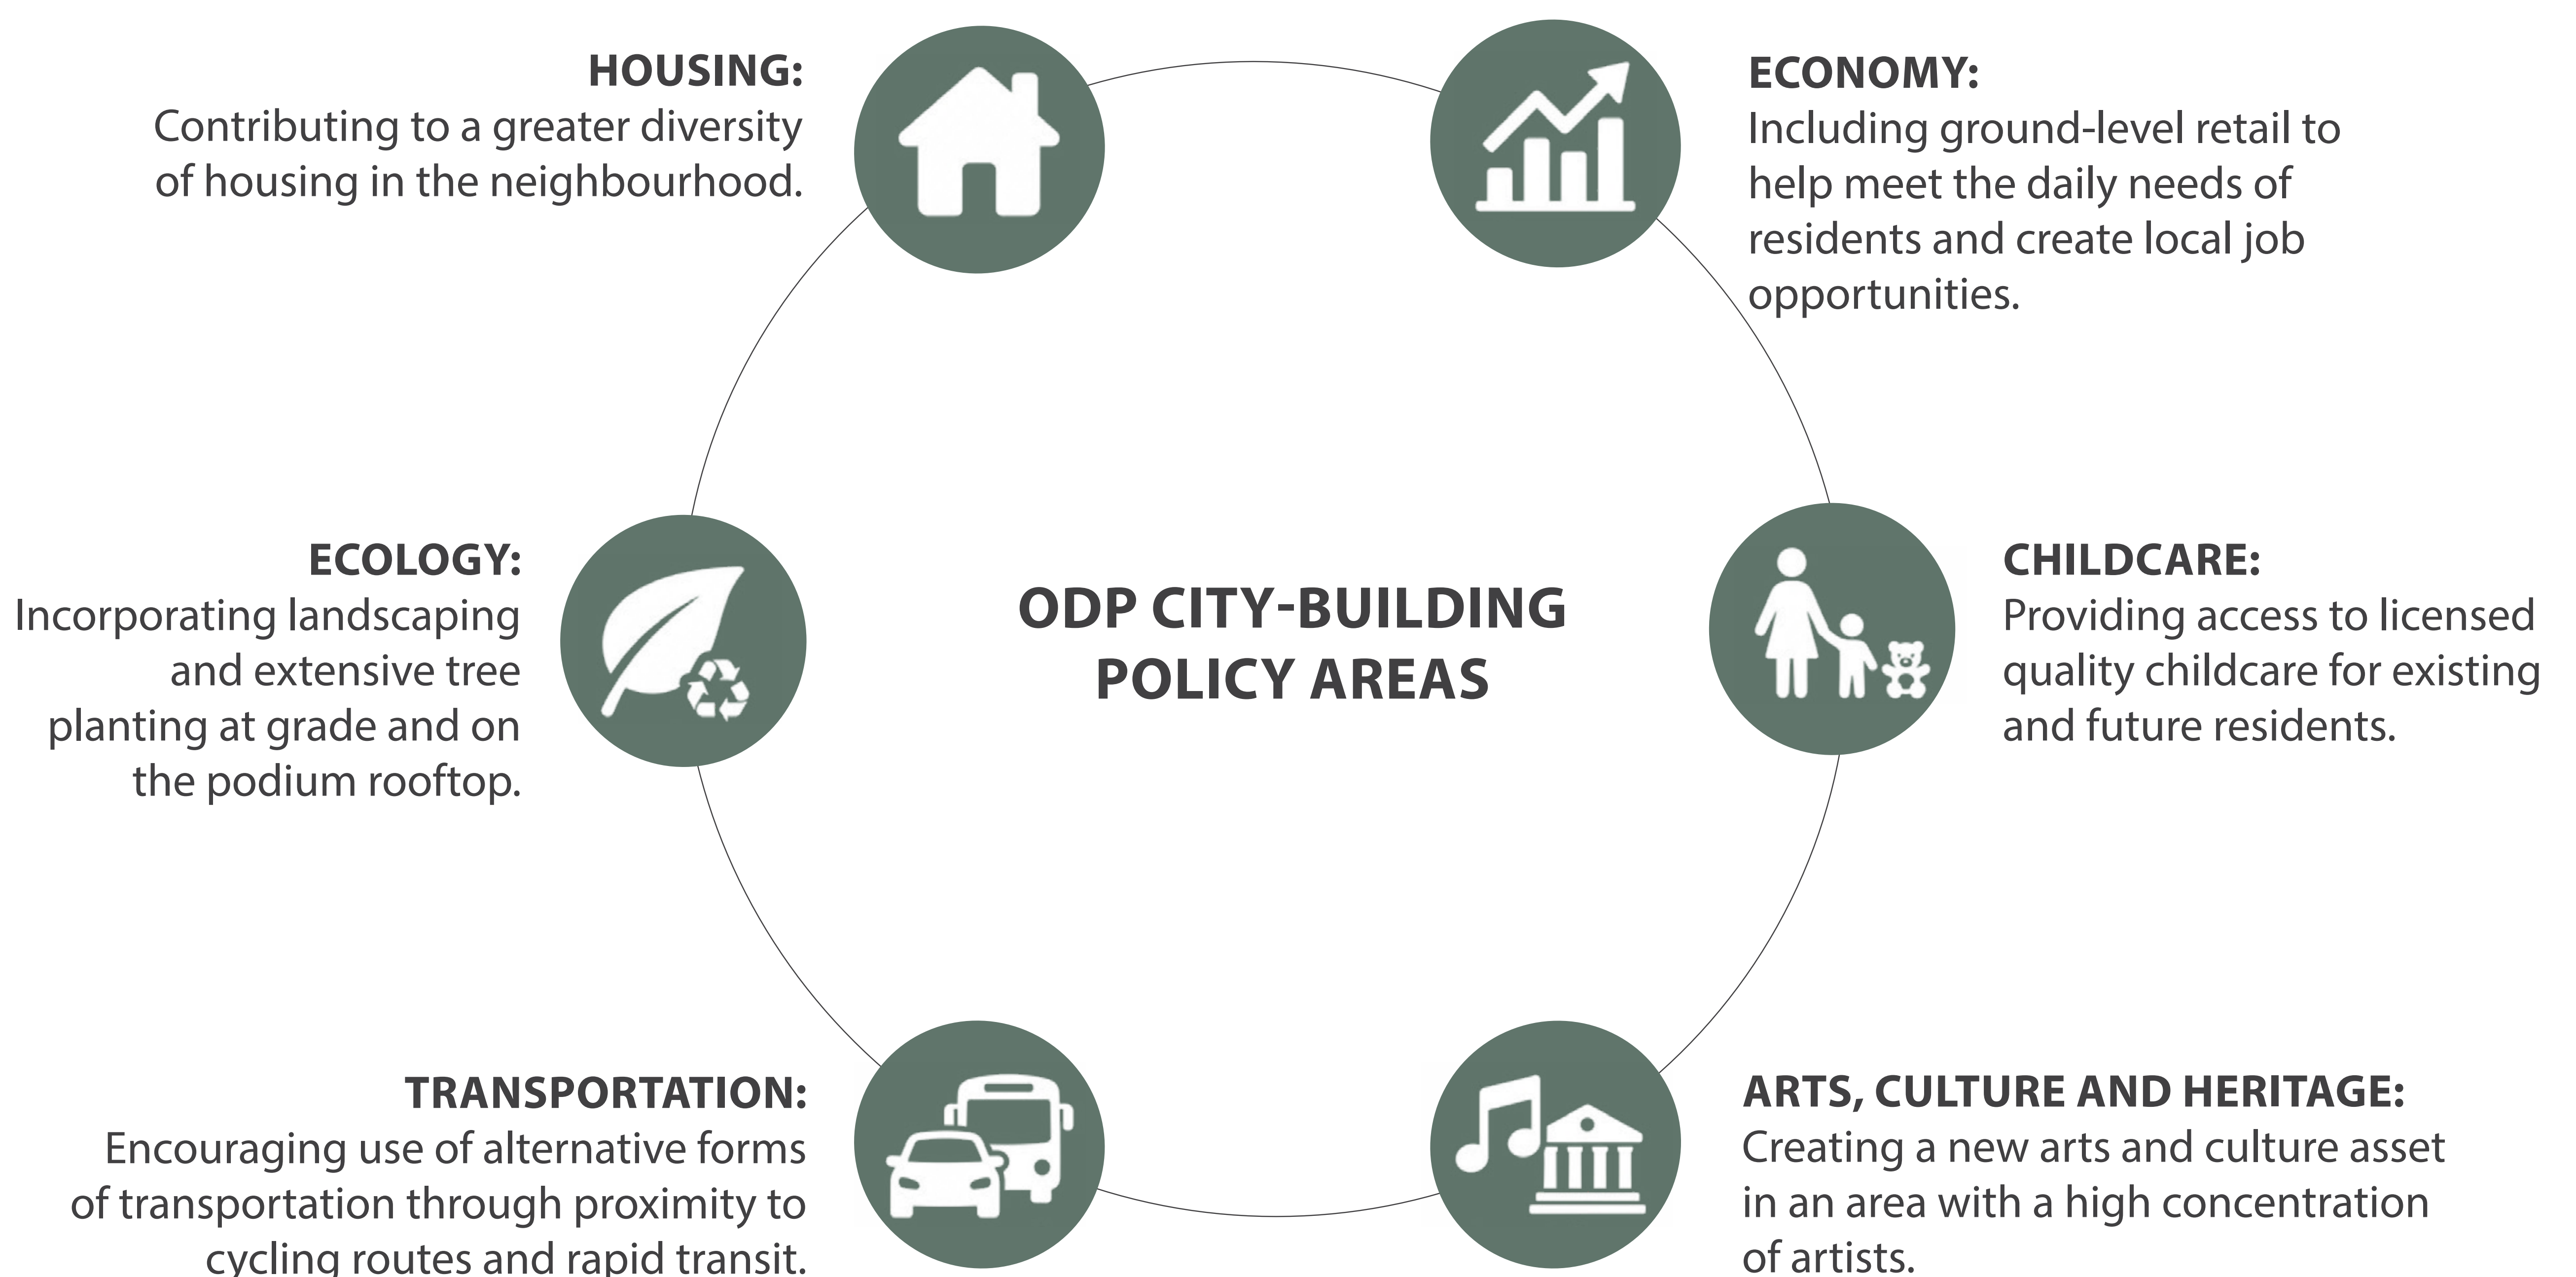 HOUSING:
Contributing to a greater diversity
of housing in the neighbourhood.
ECONOMY:
Including ground-level retail to
help meet the daily needs of
residents and create local job
opportunities.
ECOLOGY:
Incorporating landscaping
and extensive tree
planting at grade and on
the podium rooftop.
ODP CITY-BUILDING
POLICY AREAS
CHILDCARE:
Providing access to licensed
quality childcare for existing
and future residents.
TRANSPORTATION:
Encouraging use of alternative forms
of transportation through proximity to
cycling routes and rapid transit.
ARTS, CULTURE AND HERITAGE:
Creating a new arts and culture asset
in an area with a high concentration
of artists.